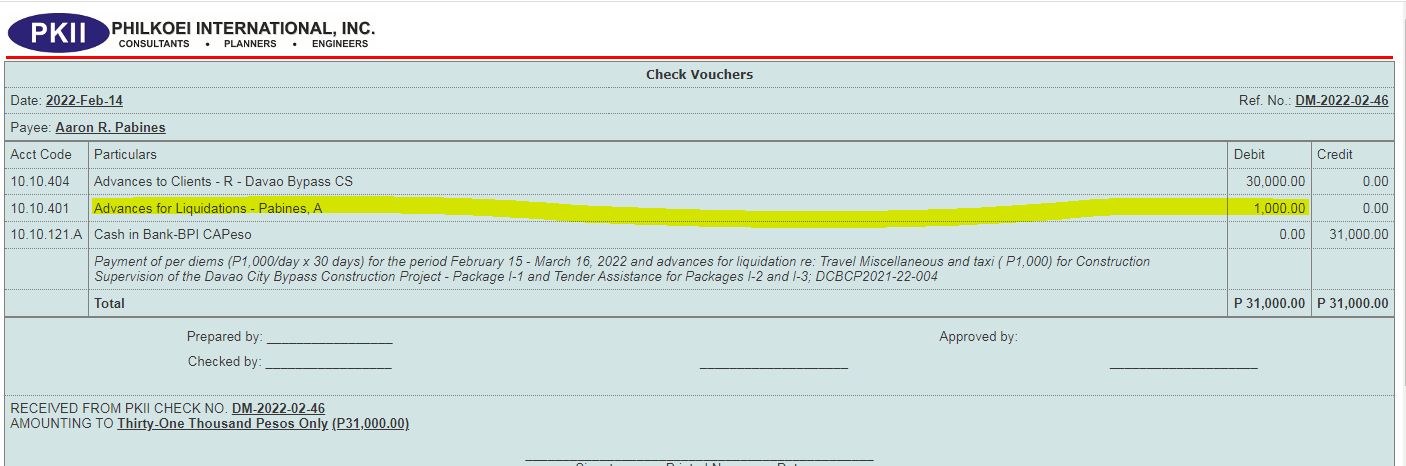 PKII PHILKOEI INTERNATIONAL, INC.
CONSULTANTS • PLANNERS • ENGINEERS
Check Vouchers
Date: 2022-Feb-14 Ref. No.: DM-2022-02-46
Payee: Aaron R. Pabines
Acct Code Particulars Debit Credit
10.10.404 Advances to Clients - R - Davao Bypass CS 30,000.00 0.00
10.10.401 Advances for Liquidations - Pabines, A 1,000.00 0.00
10.10.121.A Cash in Bank-BPI CAPeso 0.00 31,000.00
Payment of per diems (P1,000/day x 30 days) for the period February 15 - March 16, 2022 and advances for liquidation re: Travel Miscellaneous and taxi ( P1,000) for Construction
Supervision of the Davao City Bypass Construction Project - Package I-1 and Tender Assistance for Packages I-2 and I-3; DCBCP2021-22-004
Total P 31,000.00 P 31,000.00
Prepared by: Approved by:
Checked by:
RECEIVED FROM PKII CHECK NO. DM-2022-02-46
AMOUNTING TO Thirty-One Thousand Pesos Only (P31,000.00)